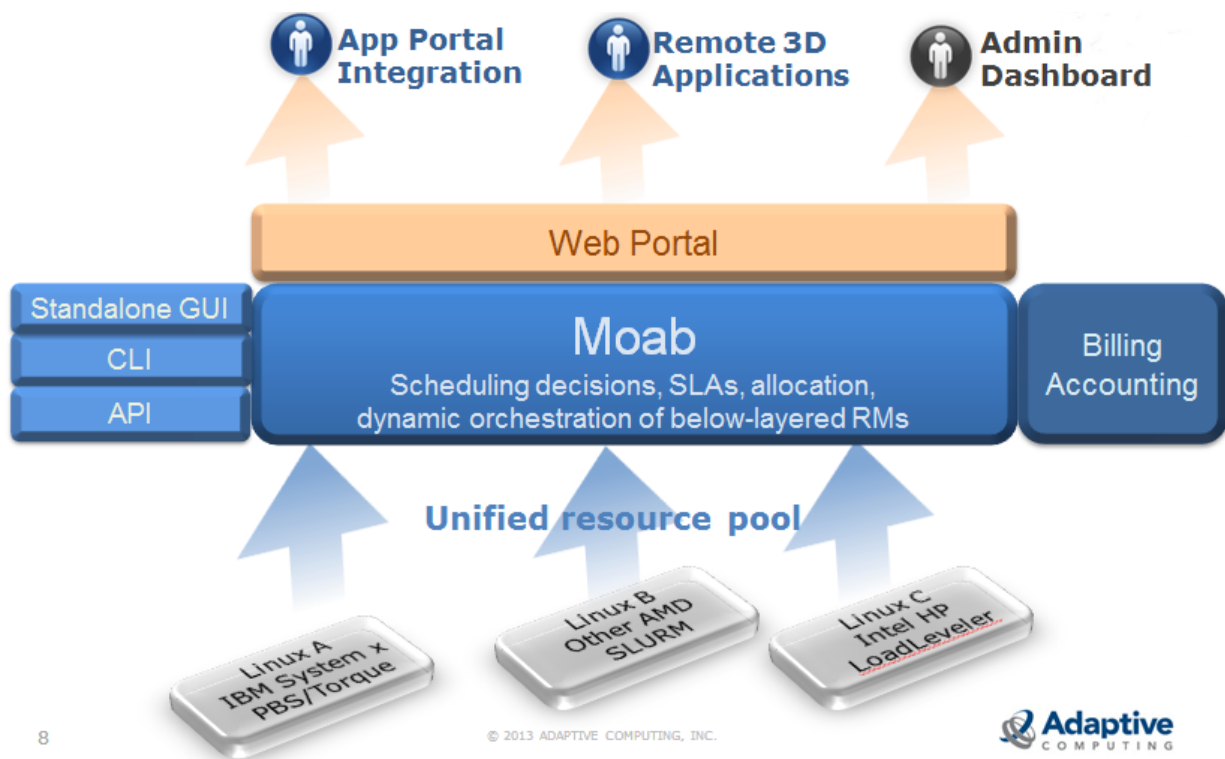 App Portal
Integration
Remote 3D
Applications
Admin
Dashboard
Web Portal
Standalone GUI
CLI
API
Moab
Scheduling decisions, SLAs, allocation,
dynamic orchestration of below-layered RMs
Billing
Accounting
Unified resource pool
Linux A
IBM System x
PBS/Torque
Linux B
Other AMD
SLURM
Linux C
Intel HP
LoadLeveler
8
© 2013 ADAPTIVE COMPUTING, INC.
Adaptive
COMPUTING